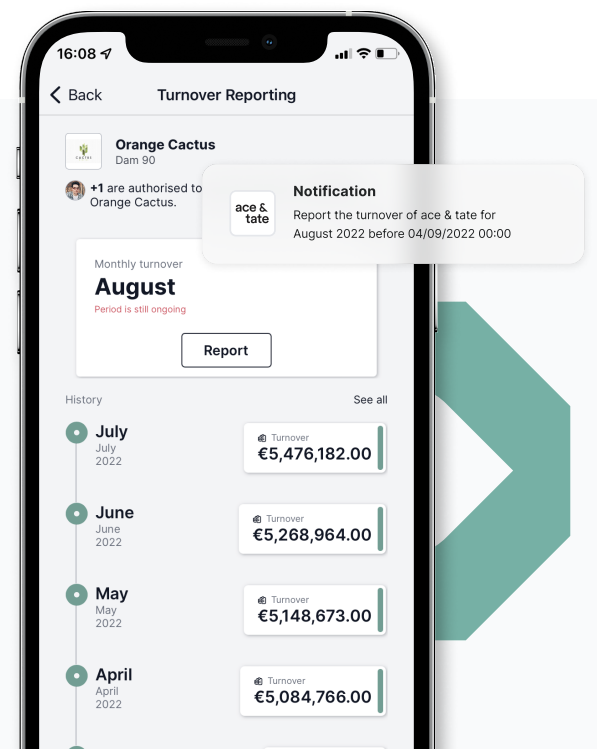 16:08
Back
Turnover Reporting
CACTUS
Orange Cactus
Dam 90
+1 are authorised to
Orange Cactus.
ace &
tate
Notification
Report the turnover of ace & tate for
August 2022 before 04/09/2022 00:00
Monthly turnover
August
Period is still ongoing
Report
History
See all
July
July
2022
Turnover
€5,476,182.00
June
June
2022
Turnover
€5,268,964.00
May
May
2022
Turnover
€5,148,673.00
April
April
2022
Turnover
€5,084,766.00